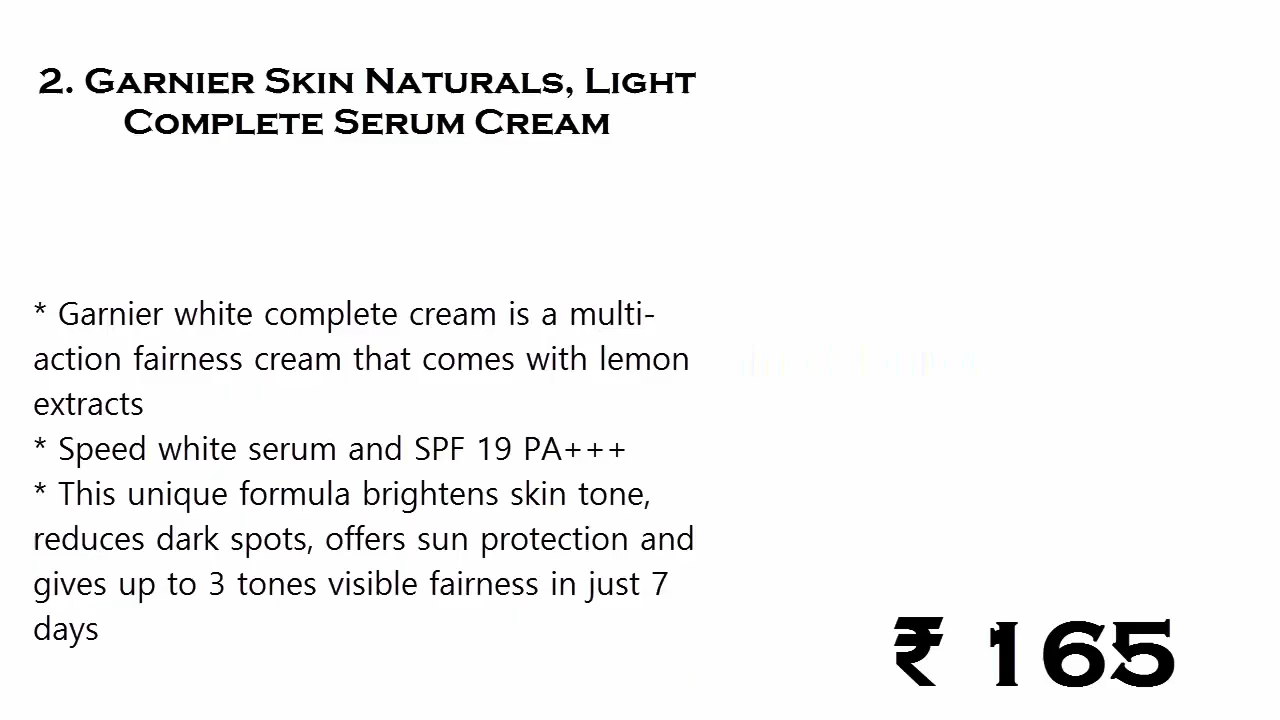 2. Garnier Skin Naturals, Light
Complete Serum Cream
* Garnier white complete cream is a multi-
action fairness cream that comes with lemon
extracts
* Speed white serum and SPF 19 PA+++
* This unique formula brightens skin tone,
reduces dark spots, offers sun protection and
gives up to 3 tones visible fairness in just 7
days
₹ 165